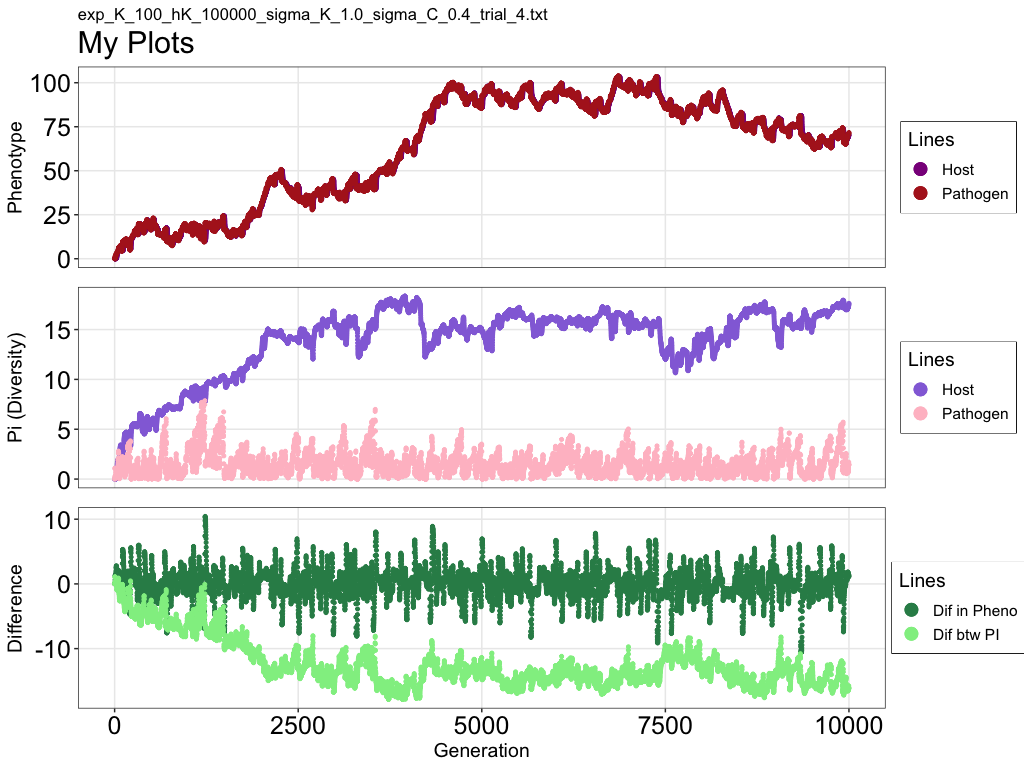 exp_K_100_hK_100000_sigma_K_1.0_sigma_C_0.4_trial_4.txt
My Plots
Phenotype
100
75
50
25
0
Lines
Host
Pathogen
Pi (Diversity)
15
10
5
0
Lines
Host
Pathogen
Difference
10
0
-10
Lines
Dif in Pheno
Dif btw PI
0 2500 5000 7500 10000
Generation